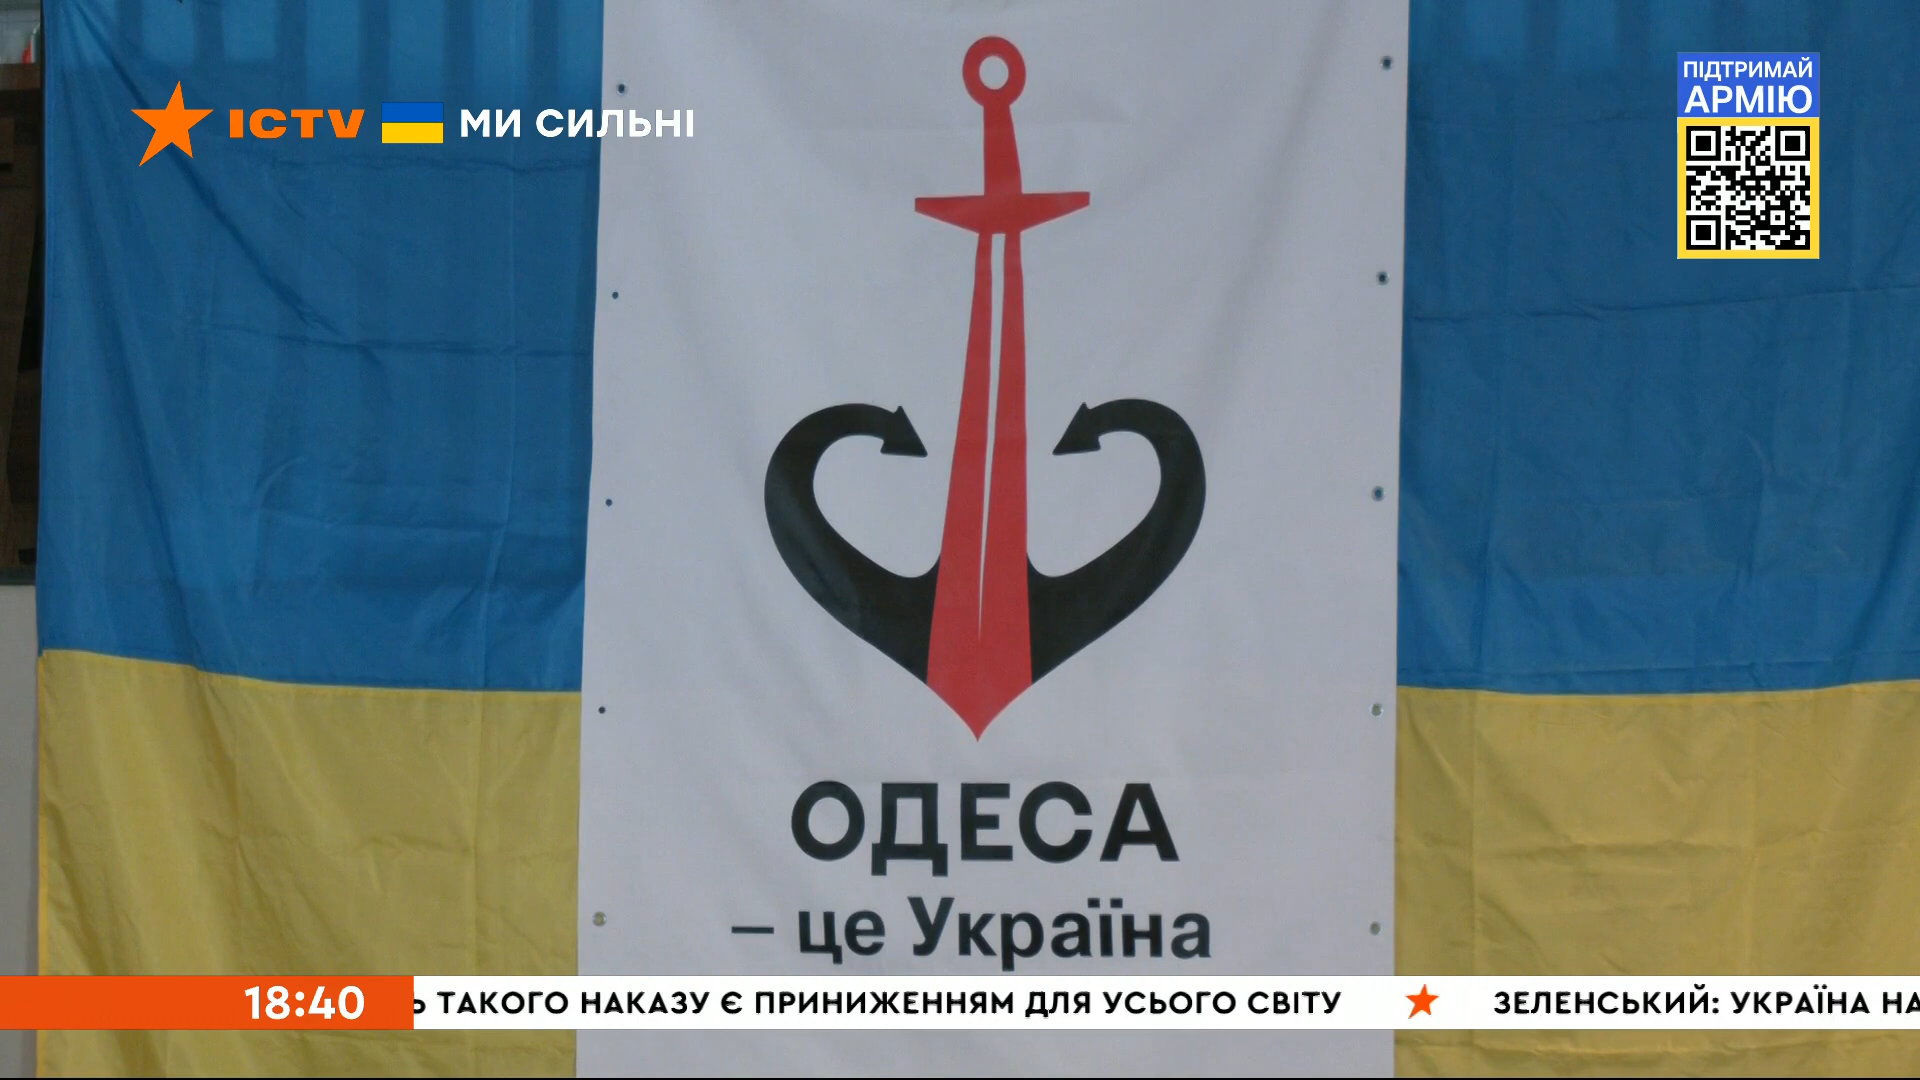 ICTV МИ СИЛЬНІ
ПІДТРИМАЙ
АРМІЮ
ОДЕСА
– це Україна
18:40 ТАКОГО НАКАЗУ Є ПРИНИЖЕННЯМ ДЛЯ УСЬОГО СВІТУ ЗЕЛЕНСЬКИЙ: УКРАЇНА